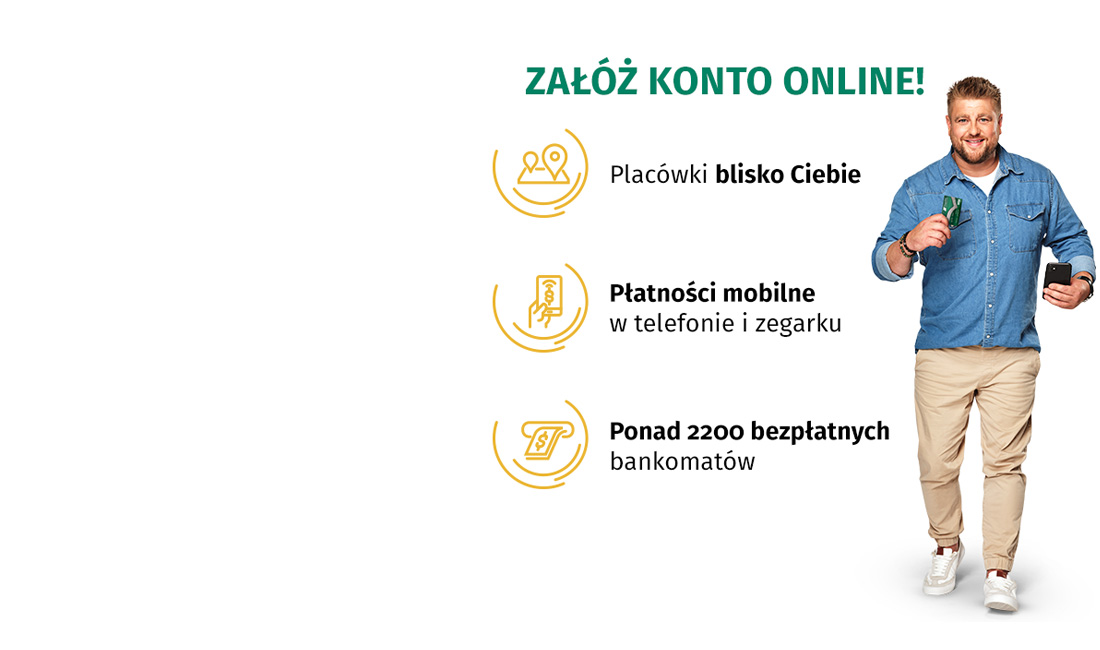 ZAŁÓŻ KONTO ONLINE!
Placówki blisko Ciebie
Płatności mobilne
w telefonie i zegarku
Ponad 2200 bezpłatnych
bankomatów